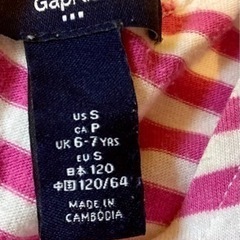 US S
CA P
UK 6-7 YRS
EU S
日本 120
中国 120/64
MADE IN
CAMBODIA